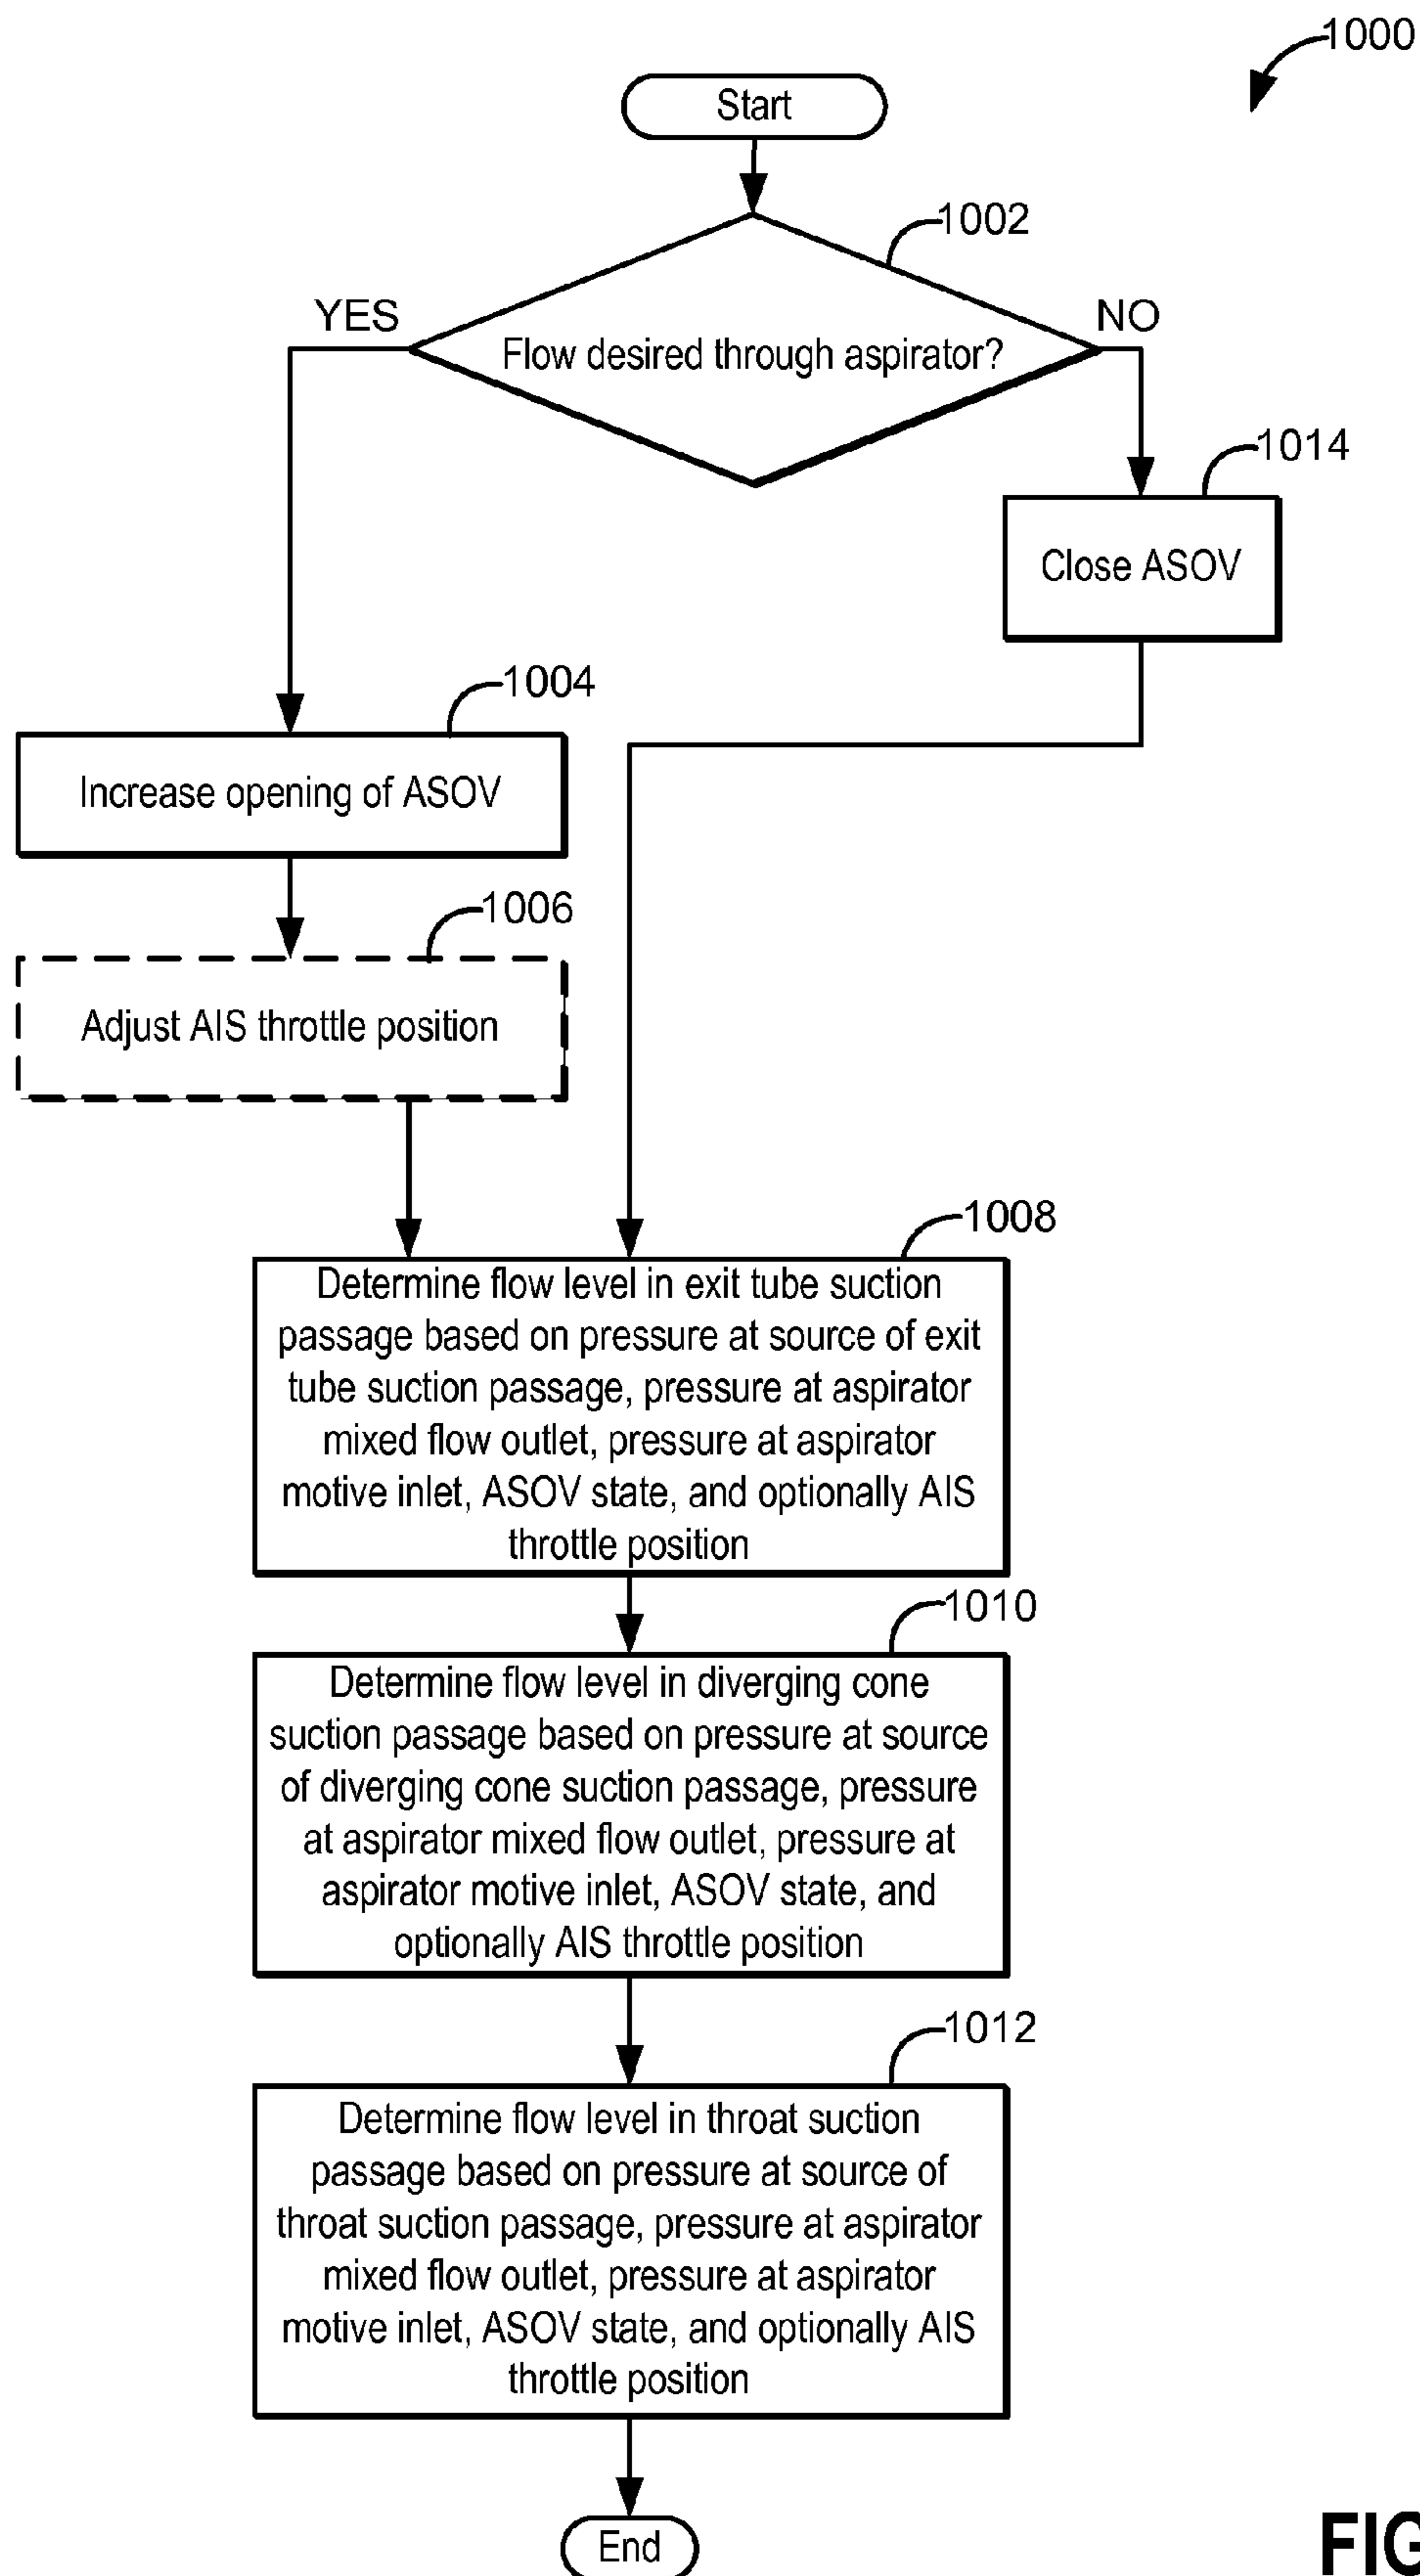 1000
Start
1002
YES
NO
Flow desired through aspirator?
1014
Close ASOV
1004
Increase opening of ASOV
1006
Adjust AIS throttle position
1008
Determine flow level in exit tube suction
passage based on pressure at source of exit
tube suction passage, pressure at aspirator
mixed flow outlet, pressure at aspirator
motive inlet, ASOV state, and optionally AIS
throttle position
1010
Determine flow level in diverging cone
suction passage based on pressure at source
of diverging cone suction passage, pressure
at aspirator mixed flow outlet, pressure at
aspirator motive inlet, ASOV state, and
optionally AIS throttle position
1012
Determine flow level in throat suction
passage based on pressure at source of
throat suction passage, pressure at aspirator
mixed flow outlet, pressure at aspirator
motive inlet, ASOV state, and optionally AIS
throttle position
End
FIG